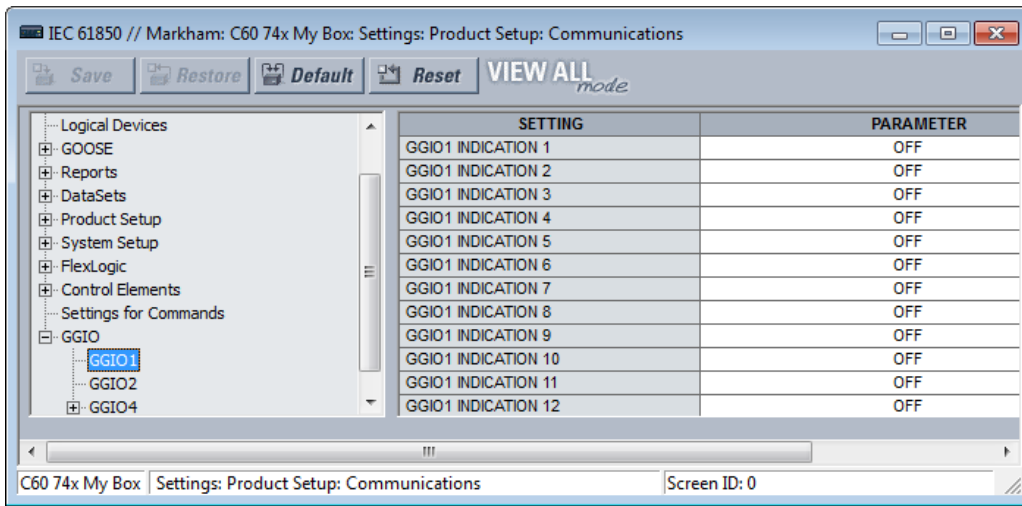 IEC 61850 // Markham: C60 74x My Box: Settings: Product Setup: Communications
Save Restore Default Reset VIEW ALL mode
Logical Devices
GOOSE
Reports
DataSets
Product Setup
System Setup
FlexLogic
Control Elements
Settings for Commands
GGIO
GGIO1
GGIO2
GGIO4
SETTING PARAMETER
GGIO1 INDICATION 1 OFF
GGIO1 INDICATION 2 OFF
GGIO1 INDICATION 3 OFF
GGIO1 INDICATION 4 OFF
GGIO1 INDICATION 5 OFF
GGIO1 INDICATION 6 OFF
GGIO1 INDICATION 7 OFF
GGIO1 INDICATION 8 OFF
GGIO1 INDICATION 9 OFF
GGIO1 INDICATION 10 OFF
GGIO1 INDICATION 11 OFF
GGIO1 INDICATION 12 OFF
C60 74x My Box Settings: Product Setup: Communications Screen ID: 0